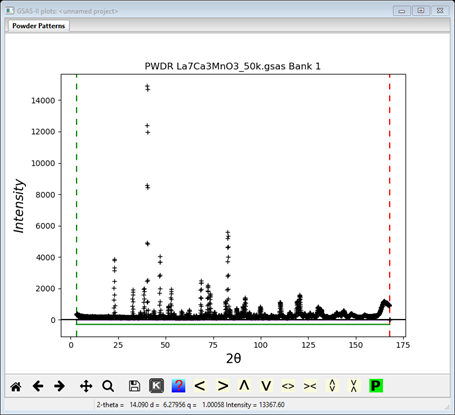 GSAS-II plots: <unnamed project>
Powder Patterns
PWDR La7Ca3MnO3_50k.gsas Bank 1
14000
12000
10000
8000
6000
4000
2000
0
Intensity
0 25 50 75 100 125 150 175
2θ
K ? < > Λ V <> >< P
2-theta = 14.090 d = 6.27956 q = 1.00058 Intensity = 13367.60